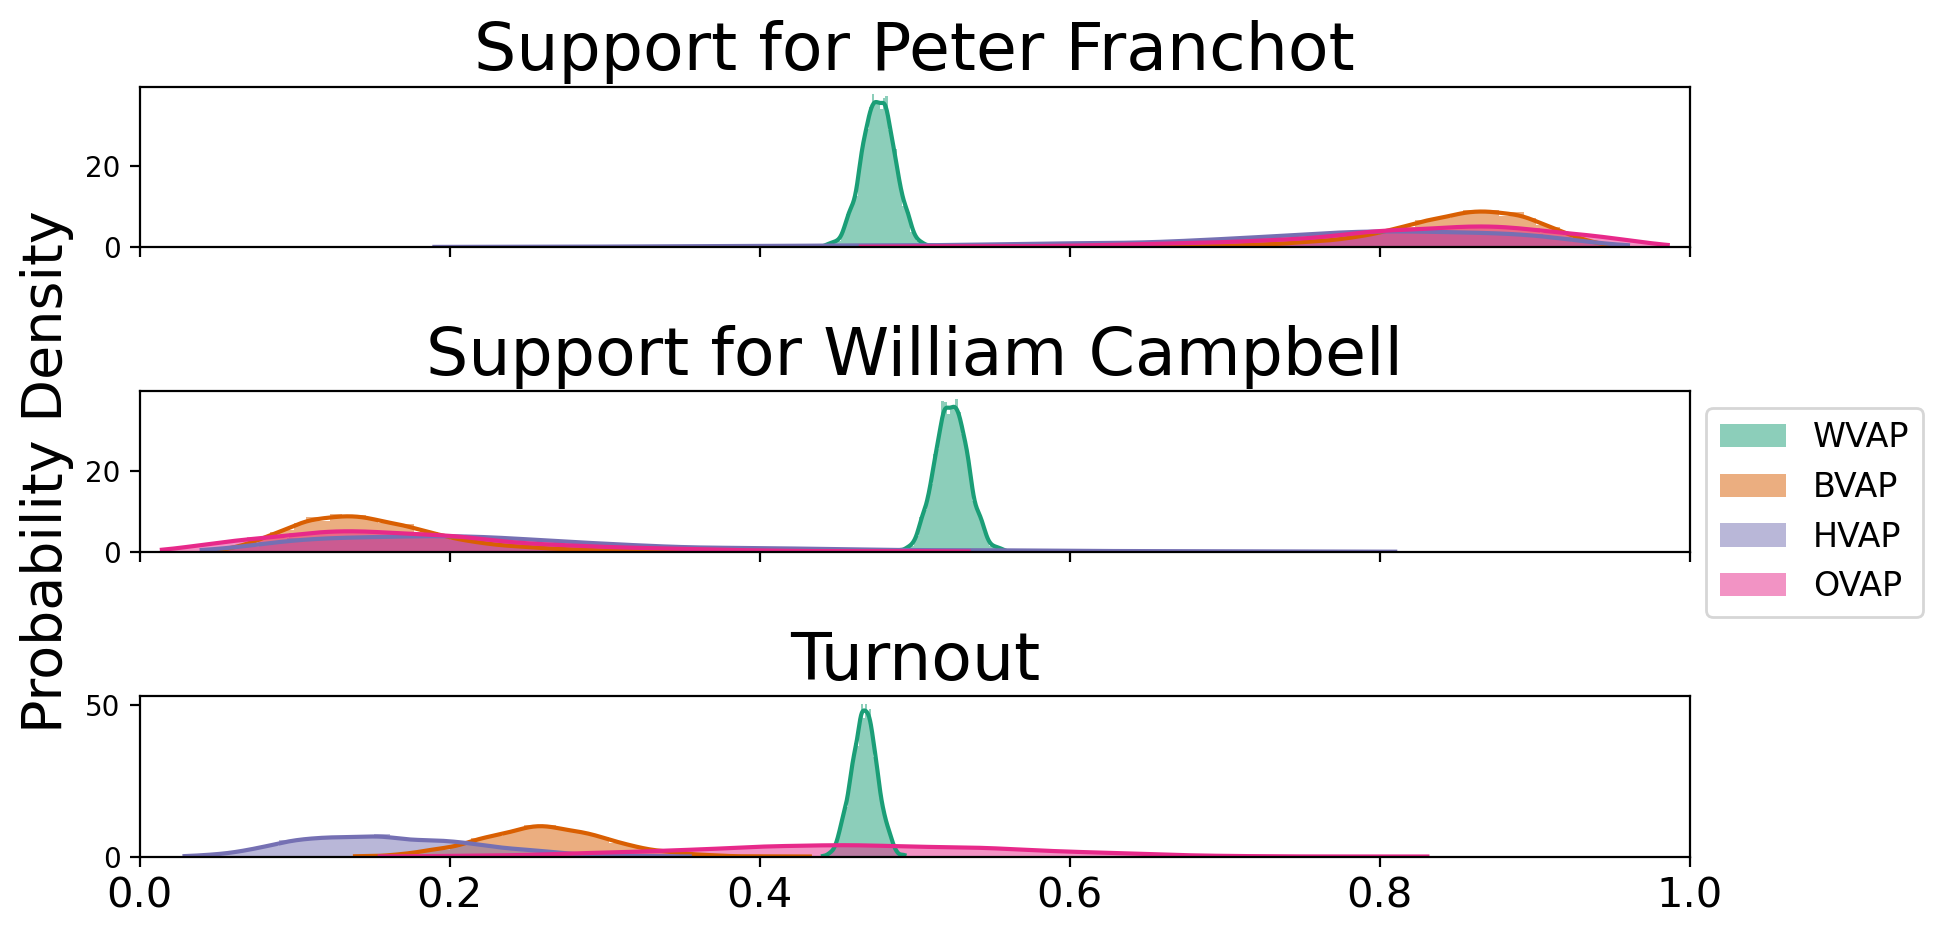 Support for Peter Franchot
20
0
Support for William Campbell
Probability Density
20
0
WVAP
BVAP
HVAP
OVAP
Turnout
50
0
0.0 0.2 0.4 0.6 0.8 1.0